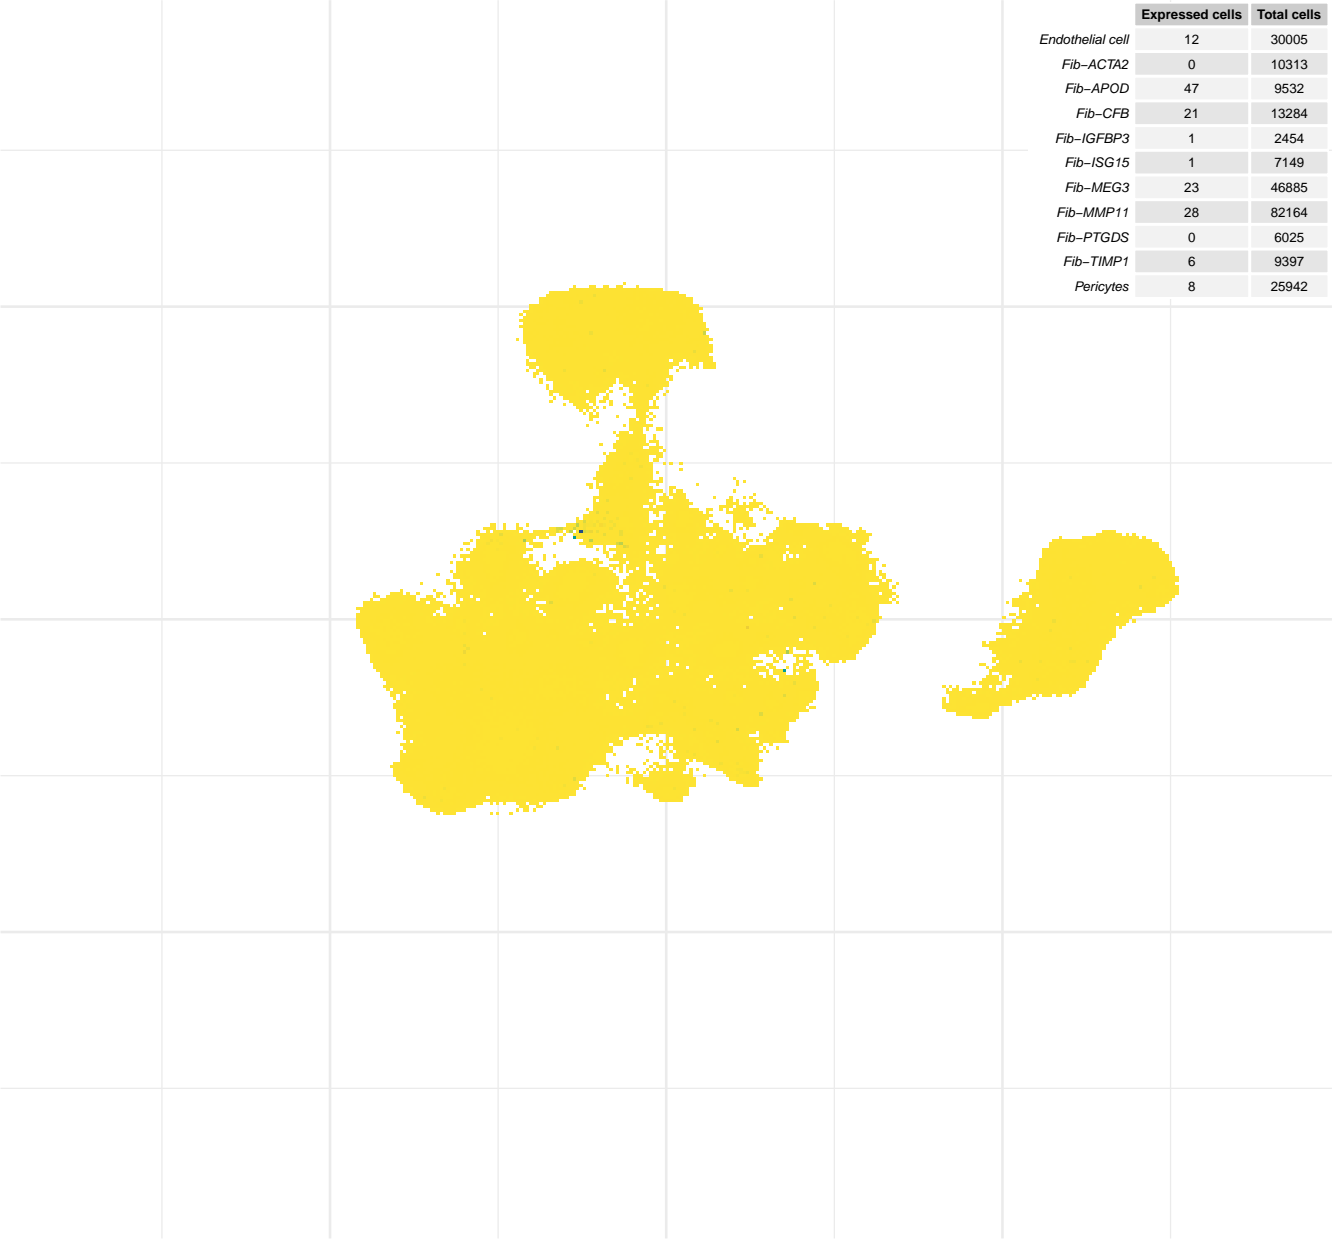 Expressed cells Total cells
Endothelial cell 12 30005
Fib−ACTA2 0 10313
Fib−APOD 47 9532
Fib−CFB 21 13284
Fib−IGFBP3 1 2454
Fib−ISG15 1 7149
Fib−MEG3 23 46885
Fib−MMP11 28 82164
Fib−PTGDS 0 6025
Fib−TIMP1 6 9397
Pericytes 8 25942